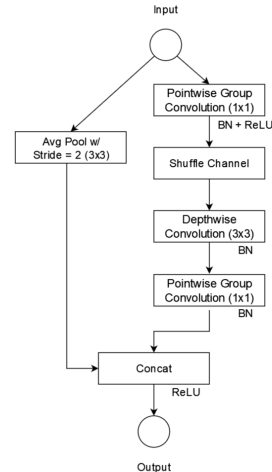 Input
Pointwise Group
Convolution (1x1)
BN + ReLU
Avg Pool w/
Stride = 2 (3x3)
Shuffle Channel
Depthwise
Convolution (3x3)
BN
Pointwise Group
Convolution (1x1)
BN
Concat
ReLU
Output